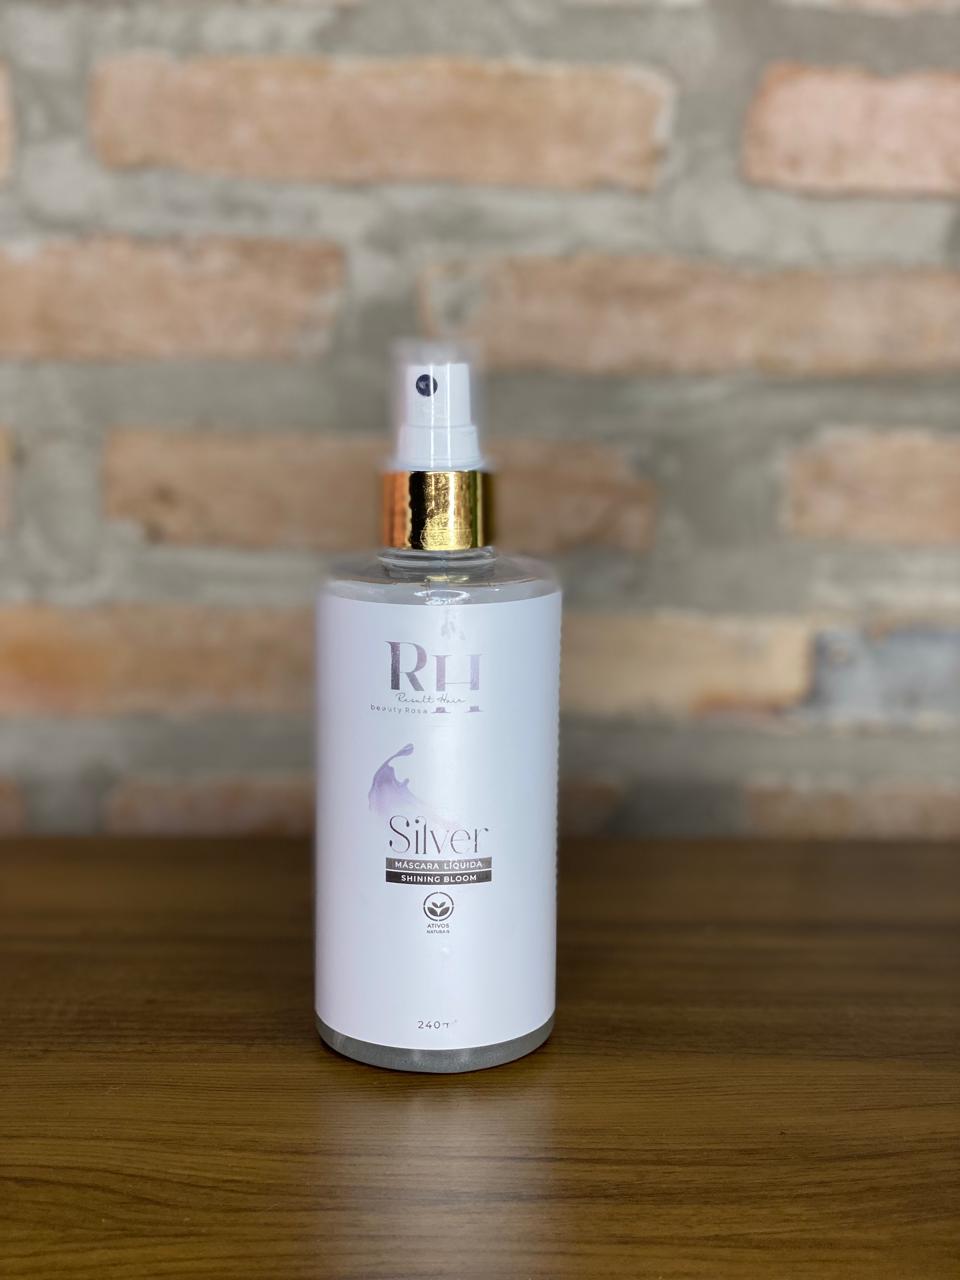 RH
Result Hair
beauty Rosa
Silver
MÁSCARA LÍQUIDA
SHINING BLOOM
ATIVOS
NATURAIS
240